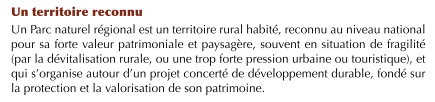 Un territoire reconnu
Un Parc naturel régional est un territoire rural habité, reconnu au niveau national
pour sa forte valeur patrimoniale et paysagère, souvent en situation de fragilité
(par la dévitalisation rurale, ou une trop forte pression urbaine ou touristique), et
qui s'organise autour d'un projet concerté de développement durable, fondé sur
la protection et la valorisation de son patrimoine.